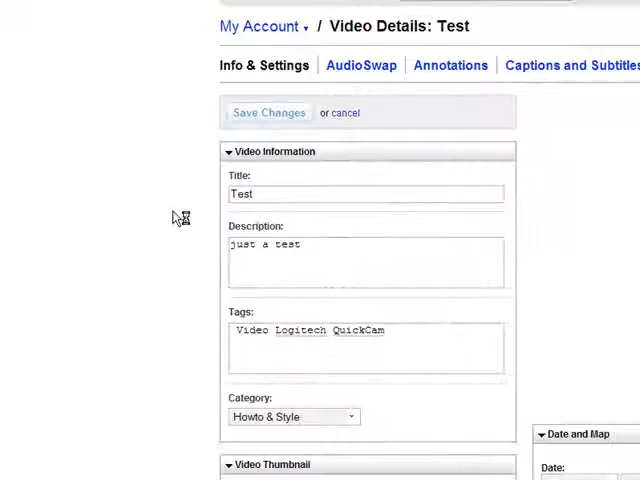 My Account / Video Details: Test
Info & Settings AudioSwap Annotations Captions and Subtitles
Save Changes or cancel
Video Information
Title:
Test
Description:
just a test
Tags:
Video Logitech QuickCam
Category:
Howto & Style
Date and Map
Video Thumbnail
Date: